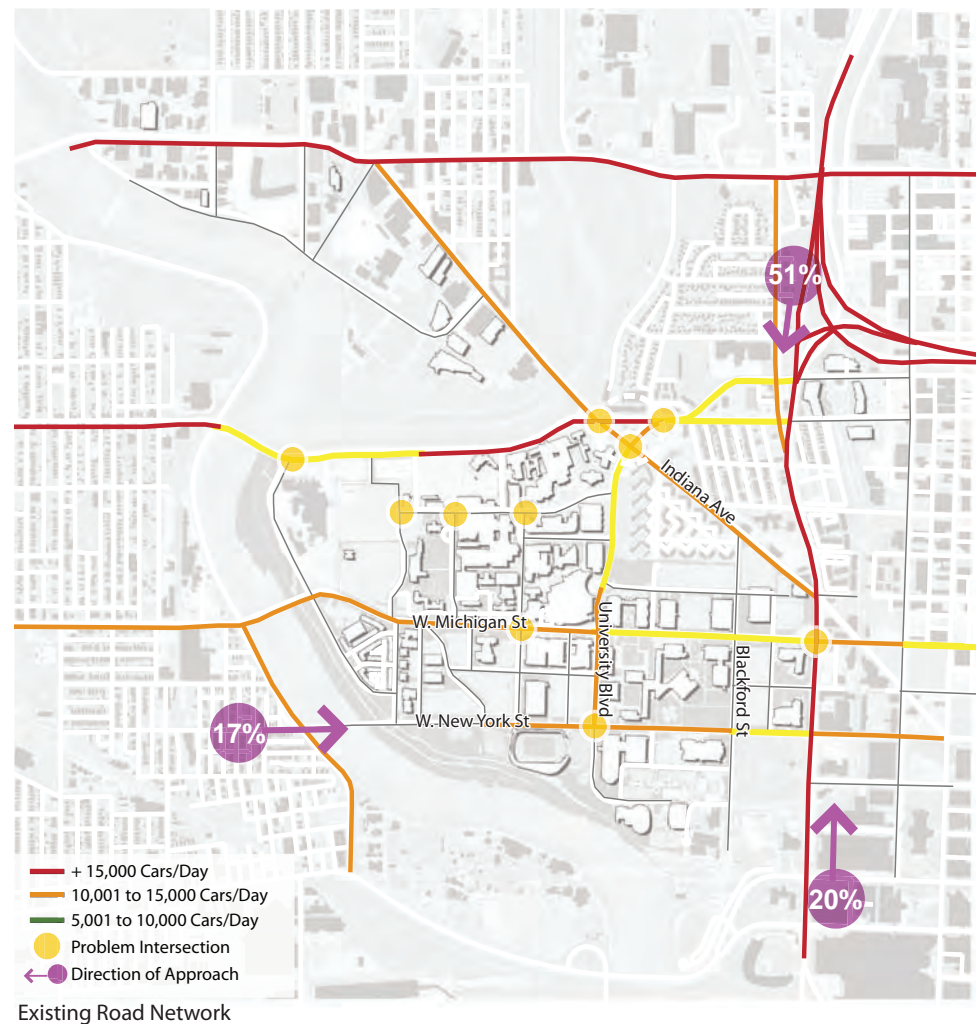 51%
Indiana Ave
W. Michigan St
University Blvd
Blackford St
W. New York St
17%
20%
+ 15,000 Cars/Day
10,001 to 15,000 Cars/Day
5,001 to 10,000 Cars/Day
Problem Intersection
Direction of Approach
Existing Road Network